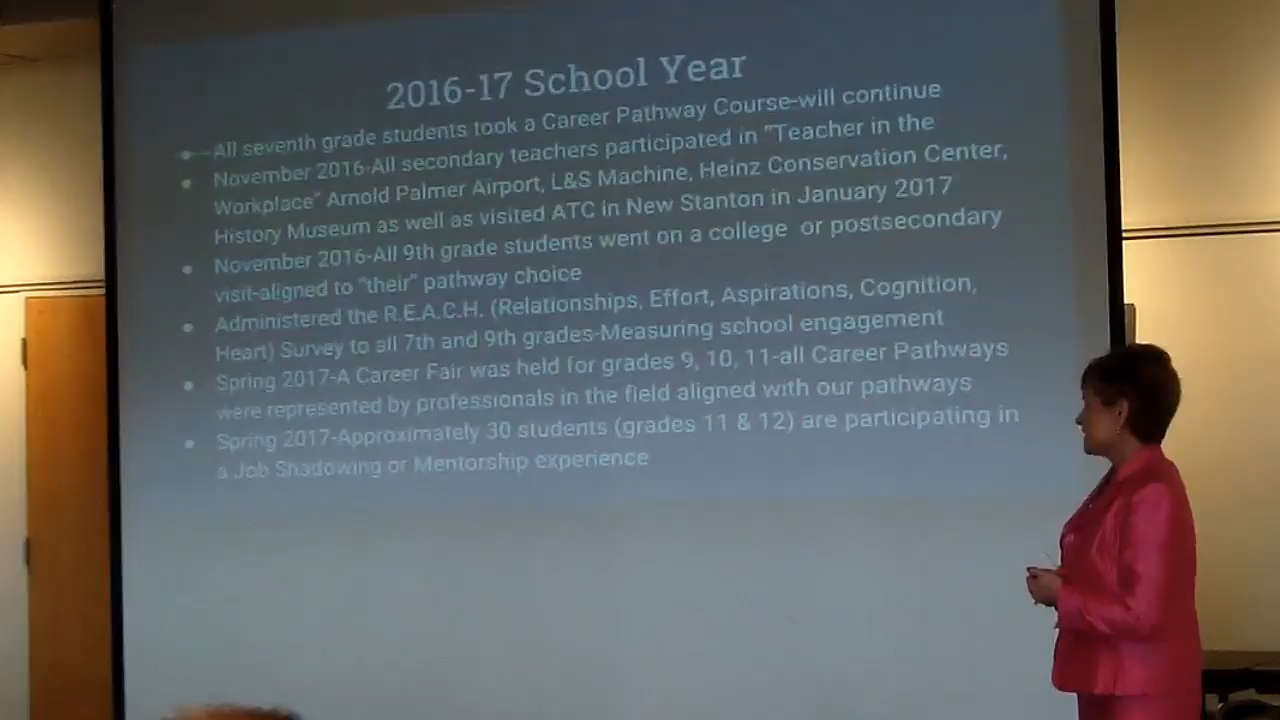 2016-17 School Year
All seventh grade students took a Career Pathway Course-will continue
November 2016-All secondary teachers participated in "Teacher in the
Workplace" Arnold Palmer Airport, L&S Machine, Heinz Conservation Center,
History Museum as well as visited ATC in New Stanton in January 2017
November 2016-All 9th grade students went on a college or postsecondary
visit-aligned to "their" pathway choice
Administered the R.E.A.C.H. (Relationships, Effort, Aspirations, Cognition,
Heart) Survey to all 7th and 9th grades-Measuring school engagement
Spring 2017-A Career Fair was held for grades 9, 10, 11-all Career Pathways
were represented by professionals in the field aligned with our pathways
Spring 2017-Approximately 30 students (grades 11 & 12) are participating in
a Job Shadowing or Mentorship experience